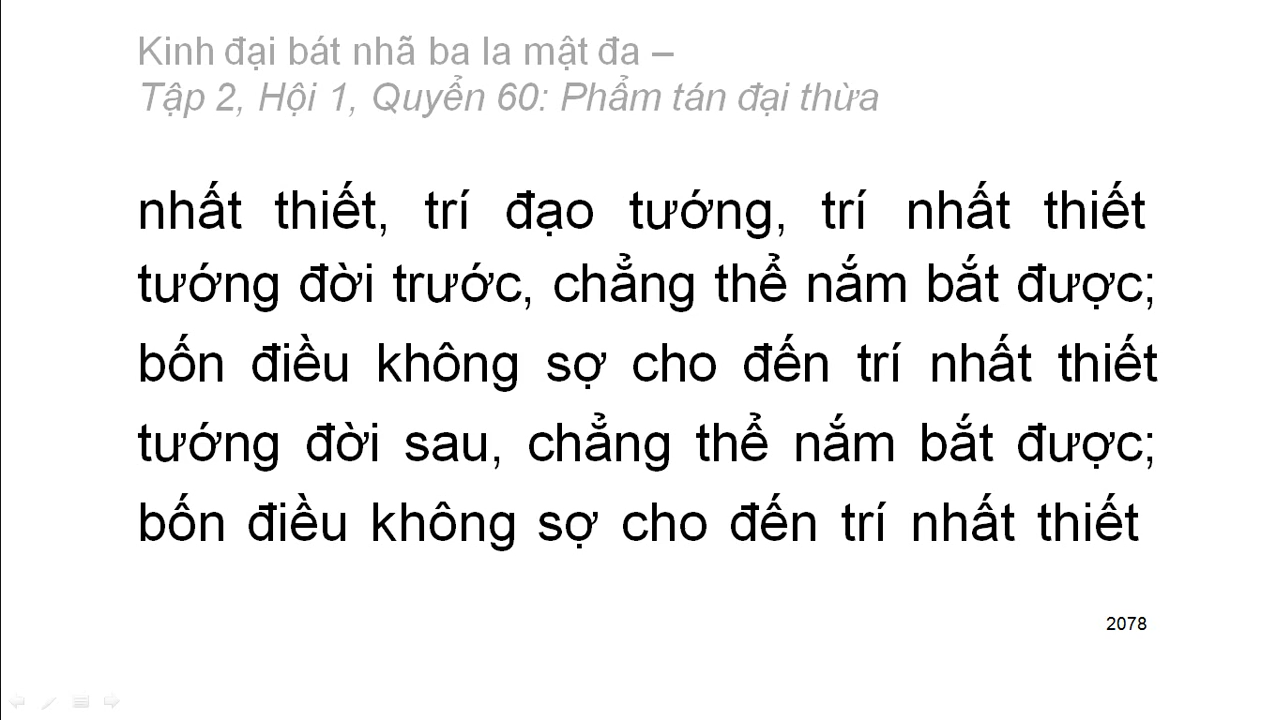 Kinh đại bát nhã ba la mật đa –
Tập 2, Hội 1, Quyển 60: Phẩm tán đại thừa
nhất thiết, trí đạo tướng, trí nhất thiết
tướng đời trước, chẳng thể nắm bắt được;
bốn điều không sợ cho đến trí nhất thiết
tướng đời sau, chẳng thể nắm bắt được;
bốn điều không sợ cho đến trí nhất thiết
2078